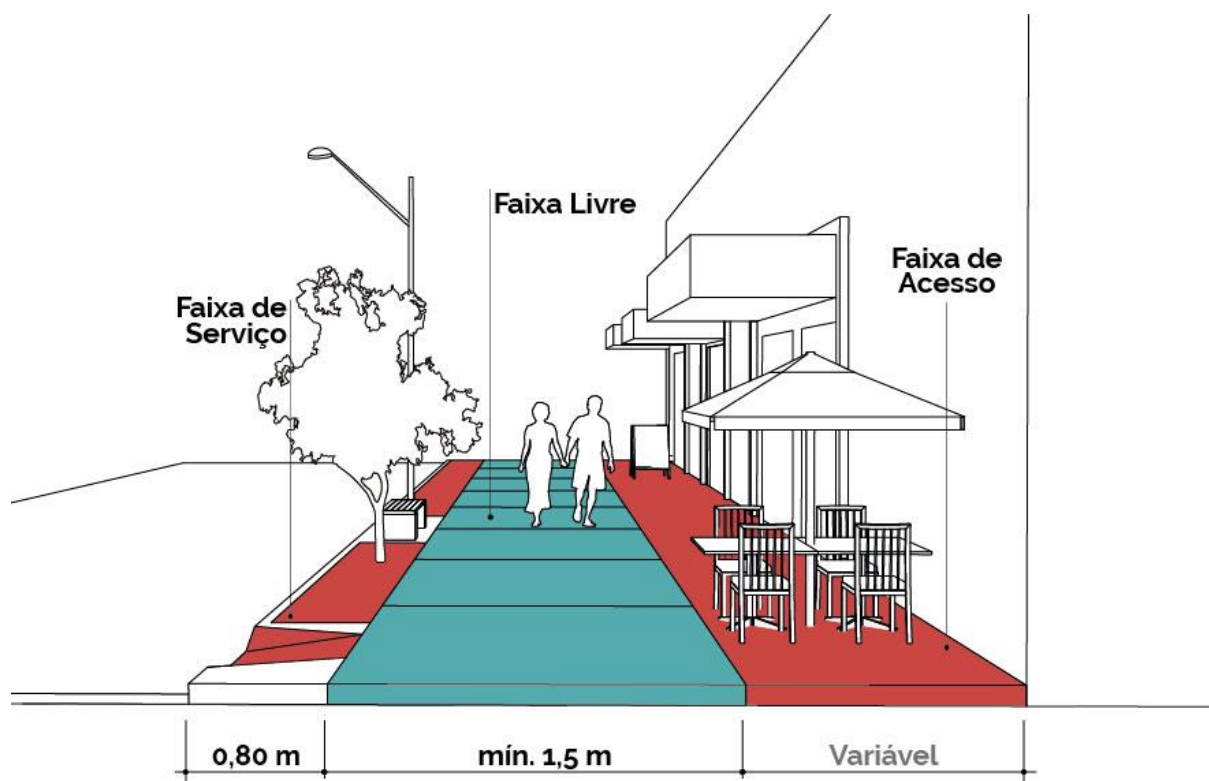 Faixa Livre
Faixa de
Acesso
Faixa de
Serviço
0,80 m
mín. 1,5 m
Variável